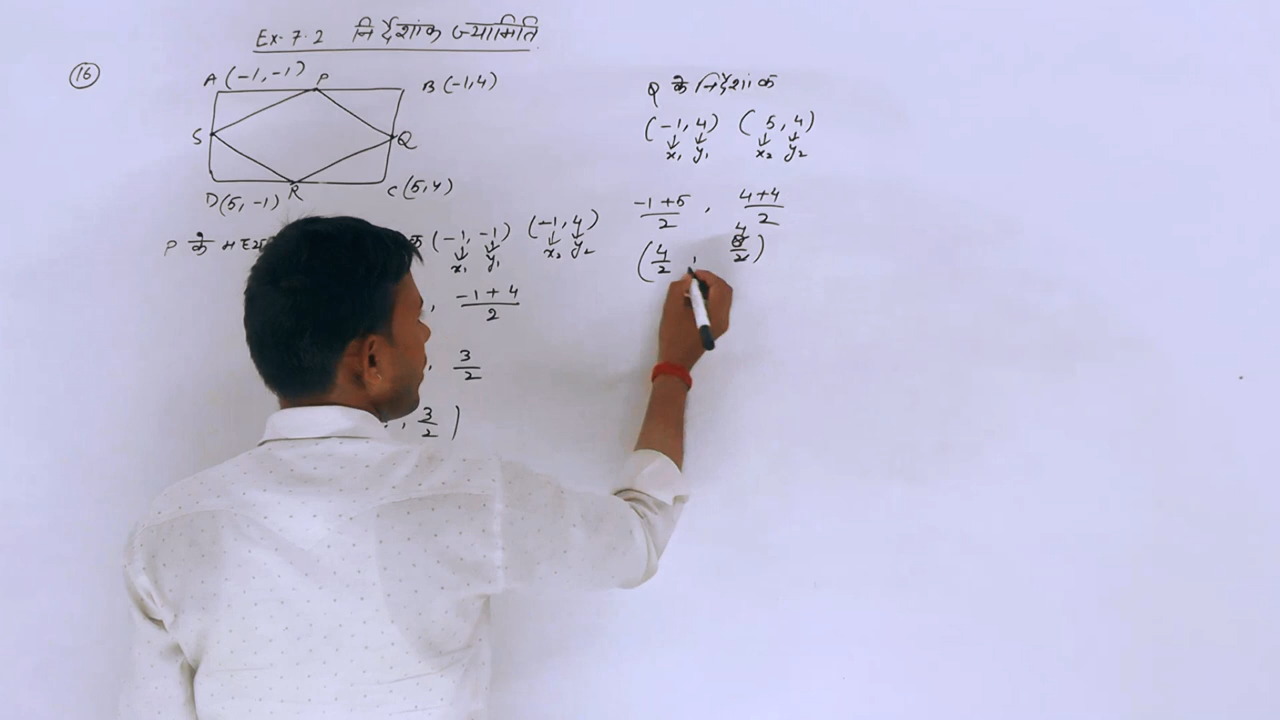 Ex-7.2 निर्देशांक ज्यामिति
16
A (-1,-1) P B (-1,4)
S Q
D(5,-1) R C(5,4)
P के (-1,-1) (-1,4)
x₁ y₁ x₂ y₂
, -1+4/2
, 3/2
, 3/2 )
Q के निर्देशांक
(-1,4) (5,4)
x₁ y₁ x₂ y₂
-1+5/2 , 4+4/2
4
(4/2 , 8/2)